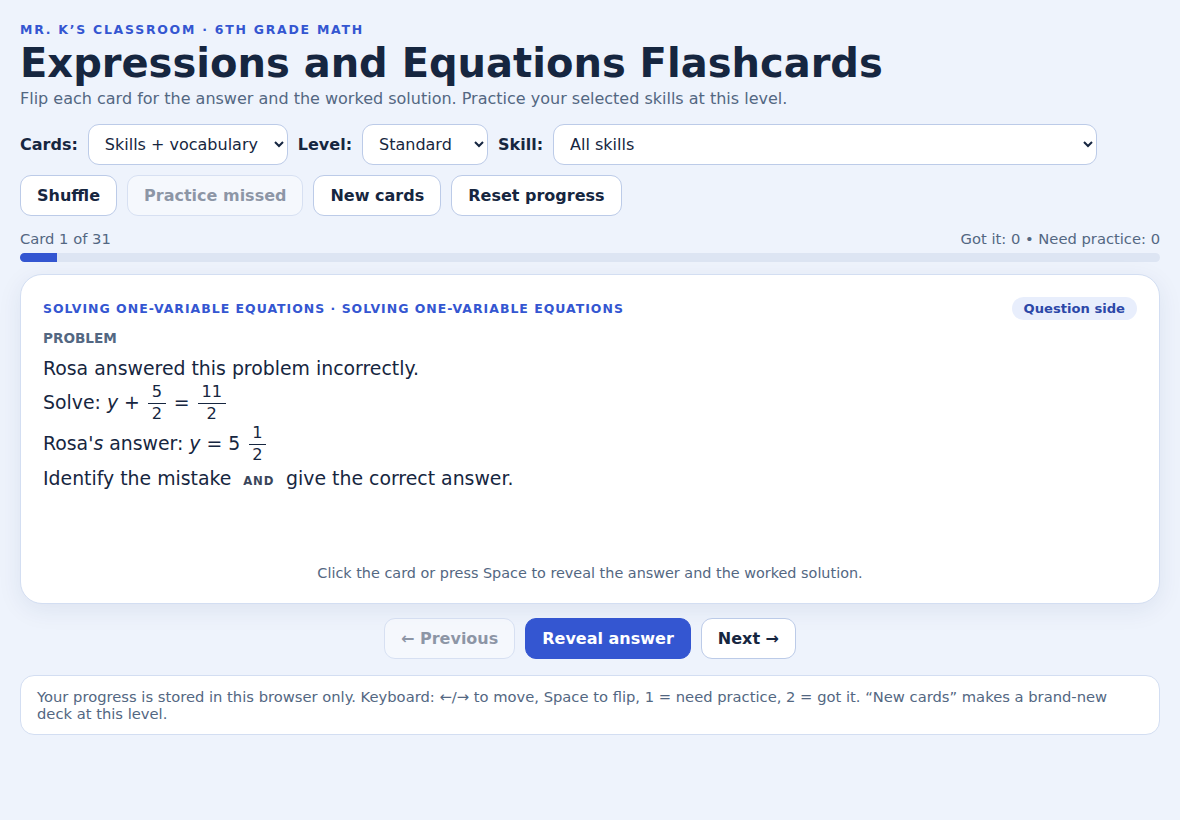 MR. K’S CLASSROOM · 6TH GRADE MATH
Expressions and Equations Flashcards
Flip each card for the answer and the worked solution. Practice your selected skills at this level.
Cards: Skills + vocabulary Level: Standard Skill: All skills
Shuffle Practice missed New cards Reset progress
Card 1 of 31 Got it: 0 • Need practice: 0
SOLVING ONE-VARIABLE EQUATIONS · SOLVING ONE-VARIABLE EQUATIONS Question side
PROBLEM
Rosa answered this problem incorrectly.
Solve: y + 5/2 = 11/2
Rosa's answer: y = 5 1/2
Identify the mistake AND give the correct answer.
Click the card or press Space to reveal the answer and the worked solution.
← Previous Reveal answer Next →
Your progress is stored in this browser only. Keyboard: ←/→ to move, Space to flip, 1 = need practice, 2 = got it. “New cards” makes a brand-new
deck at this level.